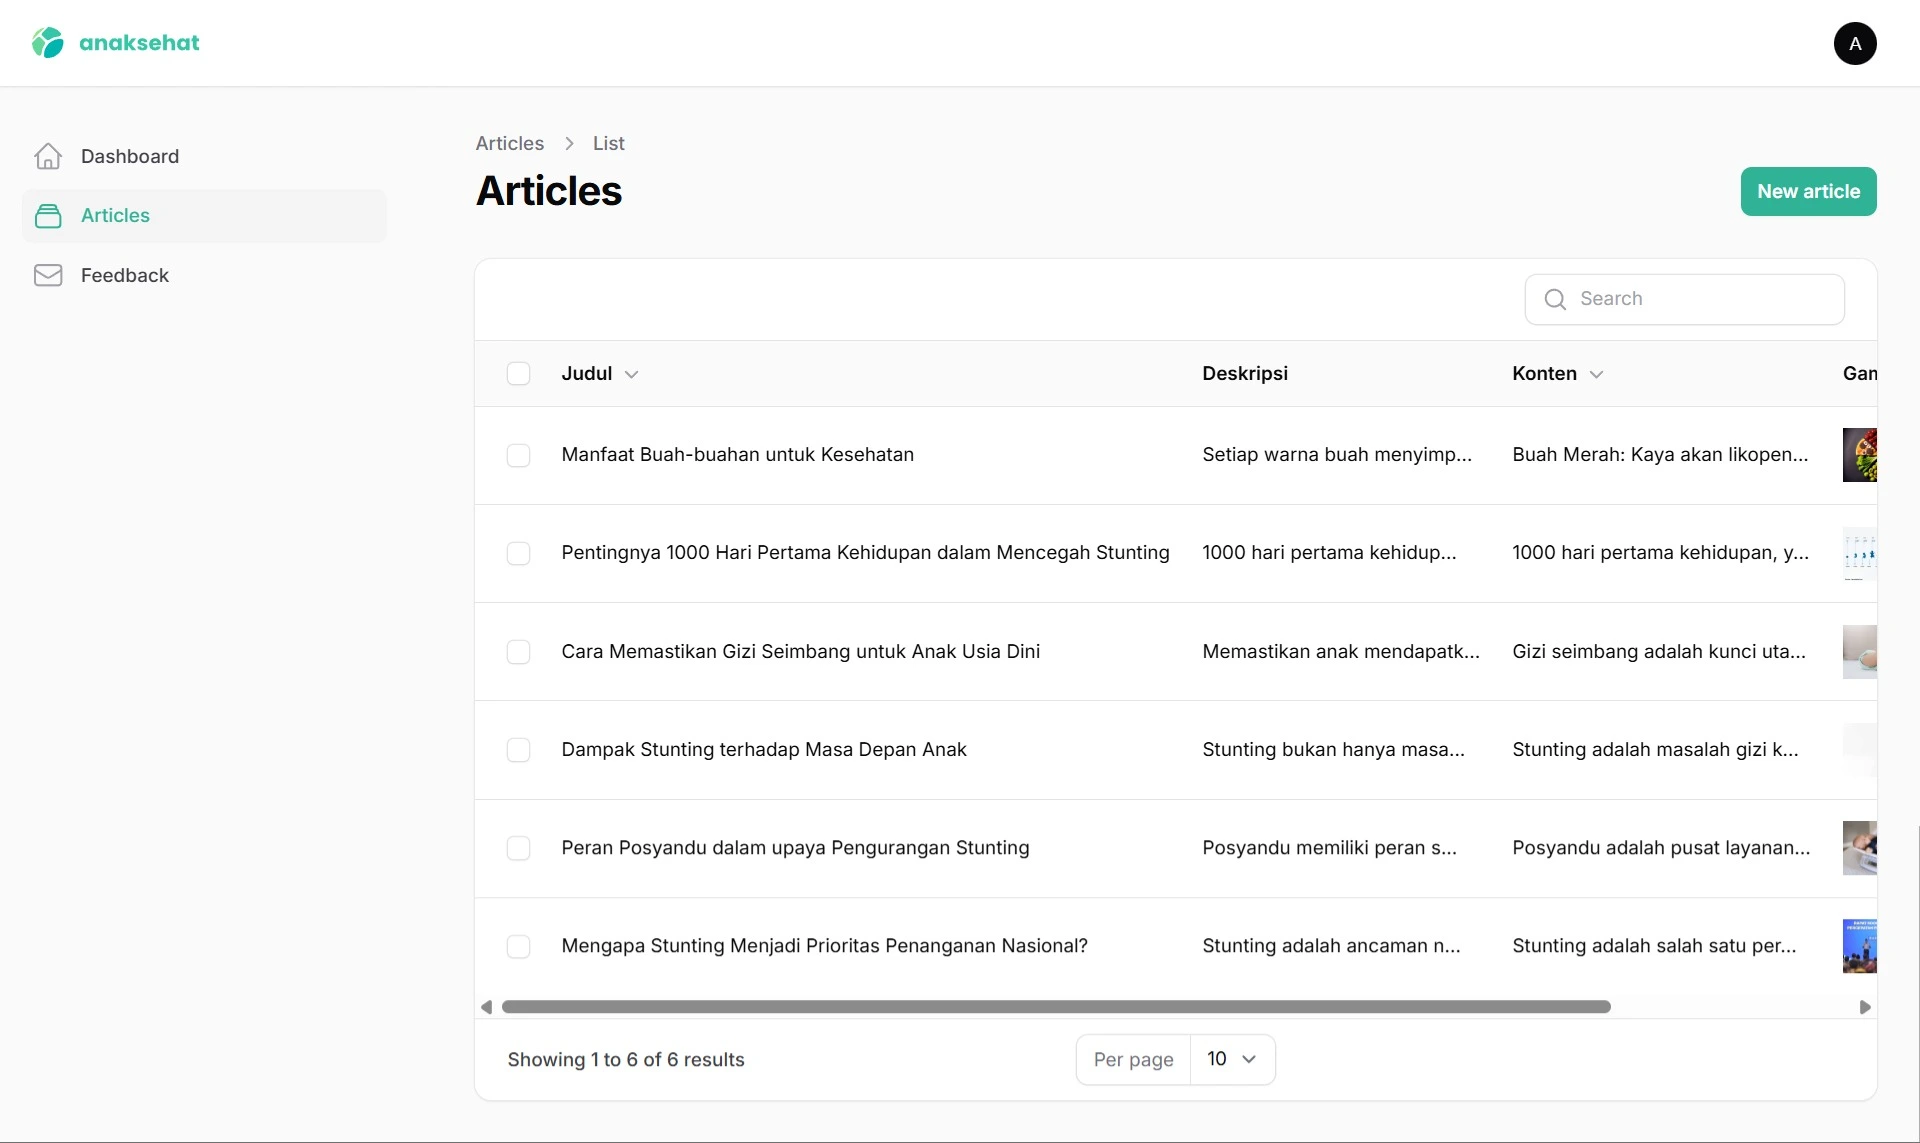 anaksehat
A
Dashboard
Articles
Feedback
Articles > List
Articles
New article
Search
Judul Deskripsi Konten Gam
Manfaat Buah-buahan untuk Kesehatan Setiap warna buah menyimp... Buah Merah: Kaya akan likopen...
Pentingnya 1000 Hari Pertama Kehidupan dalam Mencegah Stunting 1000 hari pertama kehidup... 1000 hari pertama kehidupan, y...
Cara Memastikan Gizi Seimbang untuk Anak Usia Dini Memastikan anak mendapatk... Gizi seimbang adalah kunci uta...
Dampak Stunting terhadap Masa Depan Anak Stunting bukan hanya masa... Stunting adalah masalah gizi k...
Peran Posyandu dalam upaya Pengurangan Stunting Posyandu memiliki peran s... Posyandu adalah pusat layanan...
Mengapa Stunting Menjadi Prioritas Penanganan Nasional? Stunting adalah ancaman n... Stunting adalah salah satu per...
Showing 1 to 6 of 6 results Per page 10